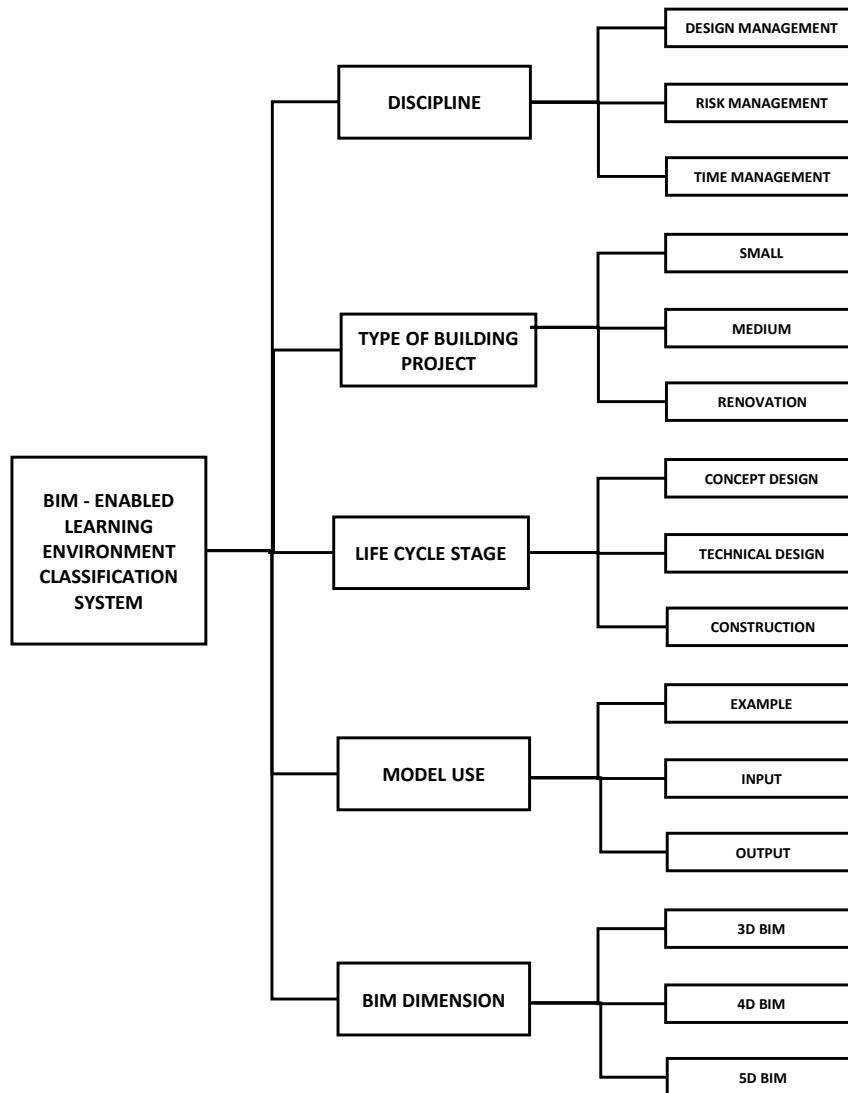 DESIGN MANAGEMENT
DISCIPLINE
RISK MANAGEMENT
TIME MANAGEMENT
SMALL
TYPE OF BUILDING
PROJECT
MEDIUM
RENOVATION
BIM - ENABLED
LEARNING
ENVIRONMENT
CLASSIFICATION
SYSTEM
CONCEPT DESIGN
LIFE CYCLE STAGE
TECHNICAL DESIGN
CONSTRUCTION
EXAMPLE
MODEL USE
INPUT
OUTPUT
3D BIM
BIM DIMENSION
4D BIM
5D BIM